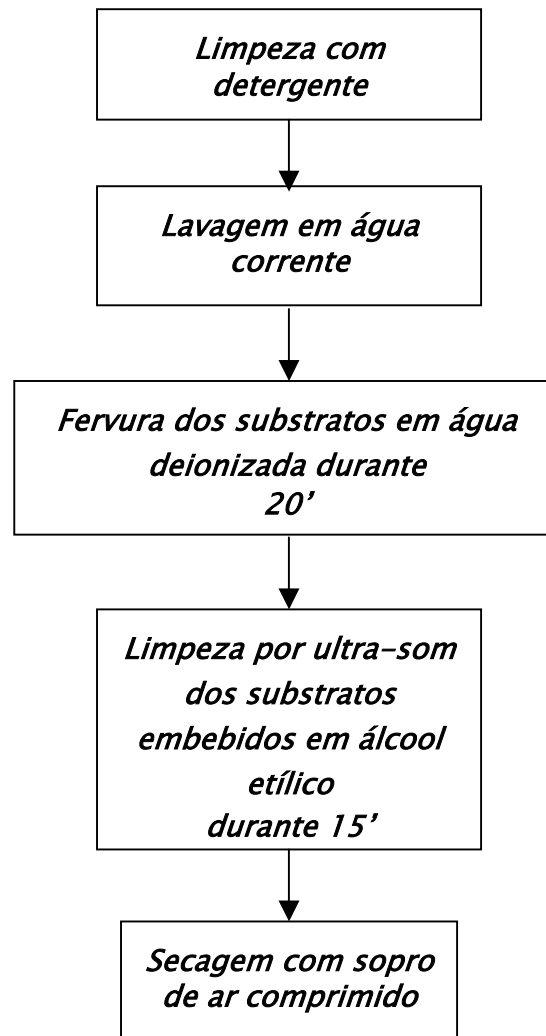 Limpeza com
detergente
Lavagem em água
corrente
Fervura dos substratos em água
deionizada durante
20’
Limpeza por ultra-som
dos substratos
embebidos em álcool
etílico
durante 15’
Secagem com sopro
de ar comprimido